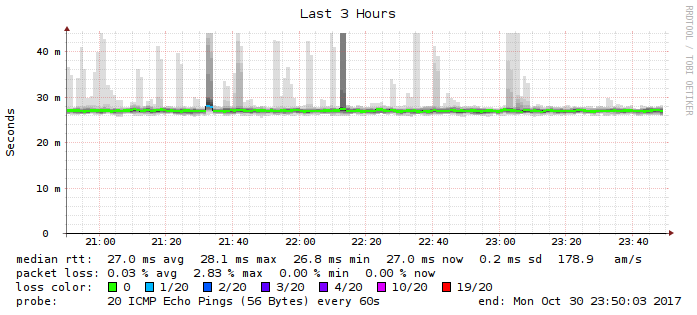 Last 3 Hours
RRDTOOL / TOBI OETIKER
Seconds
40 m
30 m
20 m
10 m
0
21:00 21:20 21:40 22:00 22:20 22:40 23:00 23:20 23:40
median rtt: 27.0 ms avg 28.1 ms max 26.8 ms min 27.0 ms now 0.2 ms sd 178.9 am/s
packet loss: 0.03 % avg 2.83 % max 0.00 % min 0.00 % now
loss color: 0 1/20 2/20 3/20 4/20 10/20 19/20
probe: 20 ICMP Echo Pings (56 Bytes) every 60s end: Mon Oct 30 23:50:03 2017